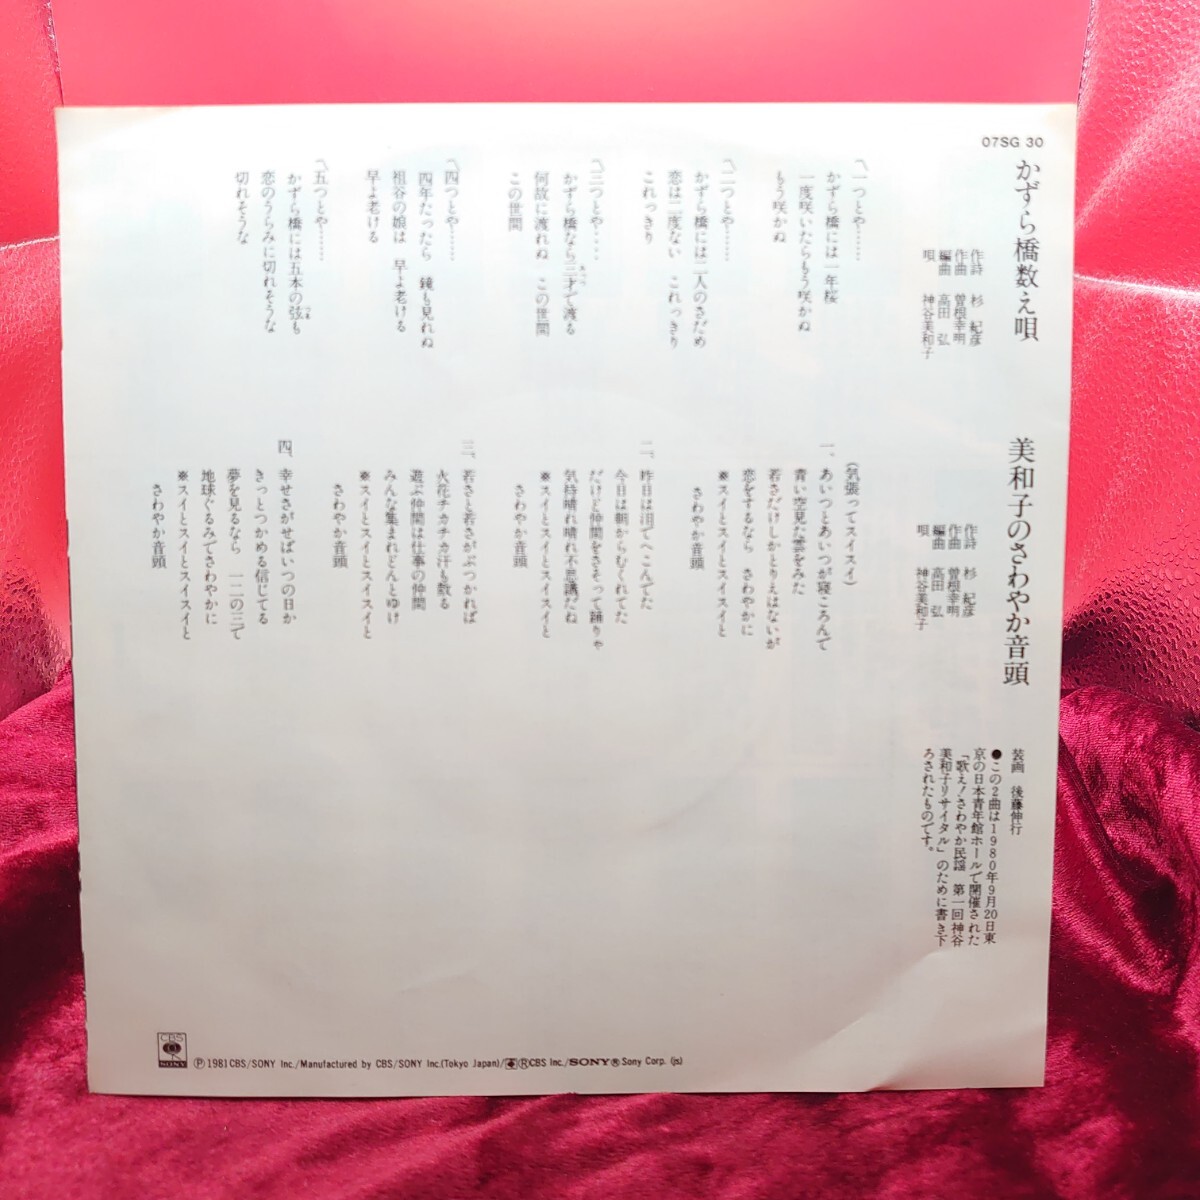 07SG 30
かずら橋数え唄
作詩 杉 紀彦
作曲 曽根幸明
編曲 高田 弘
唄 神谷美和子
一つとや……
かずら橋には一年桜
一度咲いたらもう咲かぬ
もう咲かぬ
二つとや……
かずら橋には二人のさだめ
恋は二度ない これっきり
これっきり
三つとや……
かずら橋なら三才で渡る
何故に渡れぬ この世間
この世間
四つとや……
四年たったら 鏡も見れぬ
祖谷の娘は 早よ老ける
早よ老ける
五つとや……
かずら橋には五本の弦も
恋のうらみに切れそうな
切れそうな
美和子のさわやか音頭
作詩 杉 紀彦
作曲 曽根幸明
編曲 高田 弘
唄 神谷美和子
(気張ってスイスイ)
一、あいつとあいつが寝ころんで
青い空見た雲をみた
若さだけしかとりえはないが
恋をするなら さわやかに
※スイとスイとスイスイと
さわやか音頭
二、昨日は泪でへこんでた
今日は朝からむくれてた
だけど仲間をさそって踊りゃ
気持晴れ晴れ不思議だね
※スイとスイとスイスイと
さわやか音頭
三、若さと若さがぶつかれば
火花チカチカ汗も散る
遊ぶ仲間は仕事の仲間
みんな集まれどんとゆけ
※スイとスイとスイスイと
さわやか音頭
四、幸せさがせばいつの日か
きっとつかめる信じてる
夢を見るなら 一二の三で
地球ぐるみでさわやかに
※スイとスイとスイスイと
さわやか音頭
装画 後藤伸行
●この2曲は1980年9月20日東
京の日本青年館ホールで開催された
「歌え!さわやか民謡 第一回神谷
美和子リサイタル」のために書き下
ろされたものです。
CBS
SONY
Ⓟ1981 CBS/SONY Inc./Manufactured by CBS/SONY Inc.(Tokyo Japan)/ⓇCBS Inc./SONY® Sony Corp. (js)